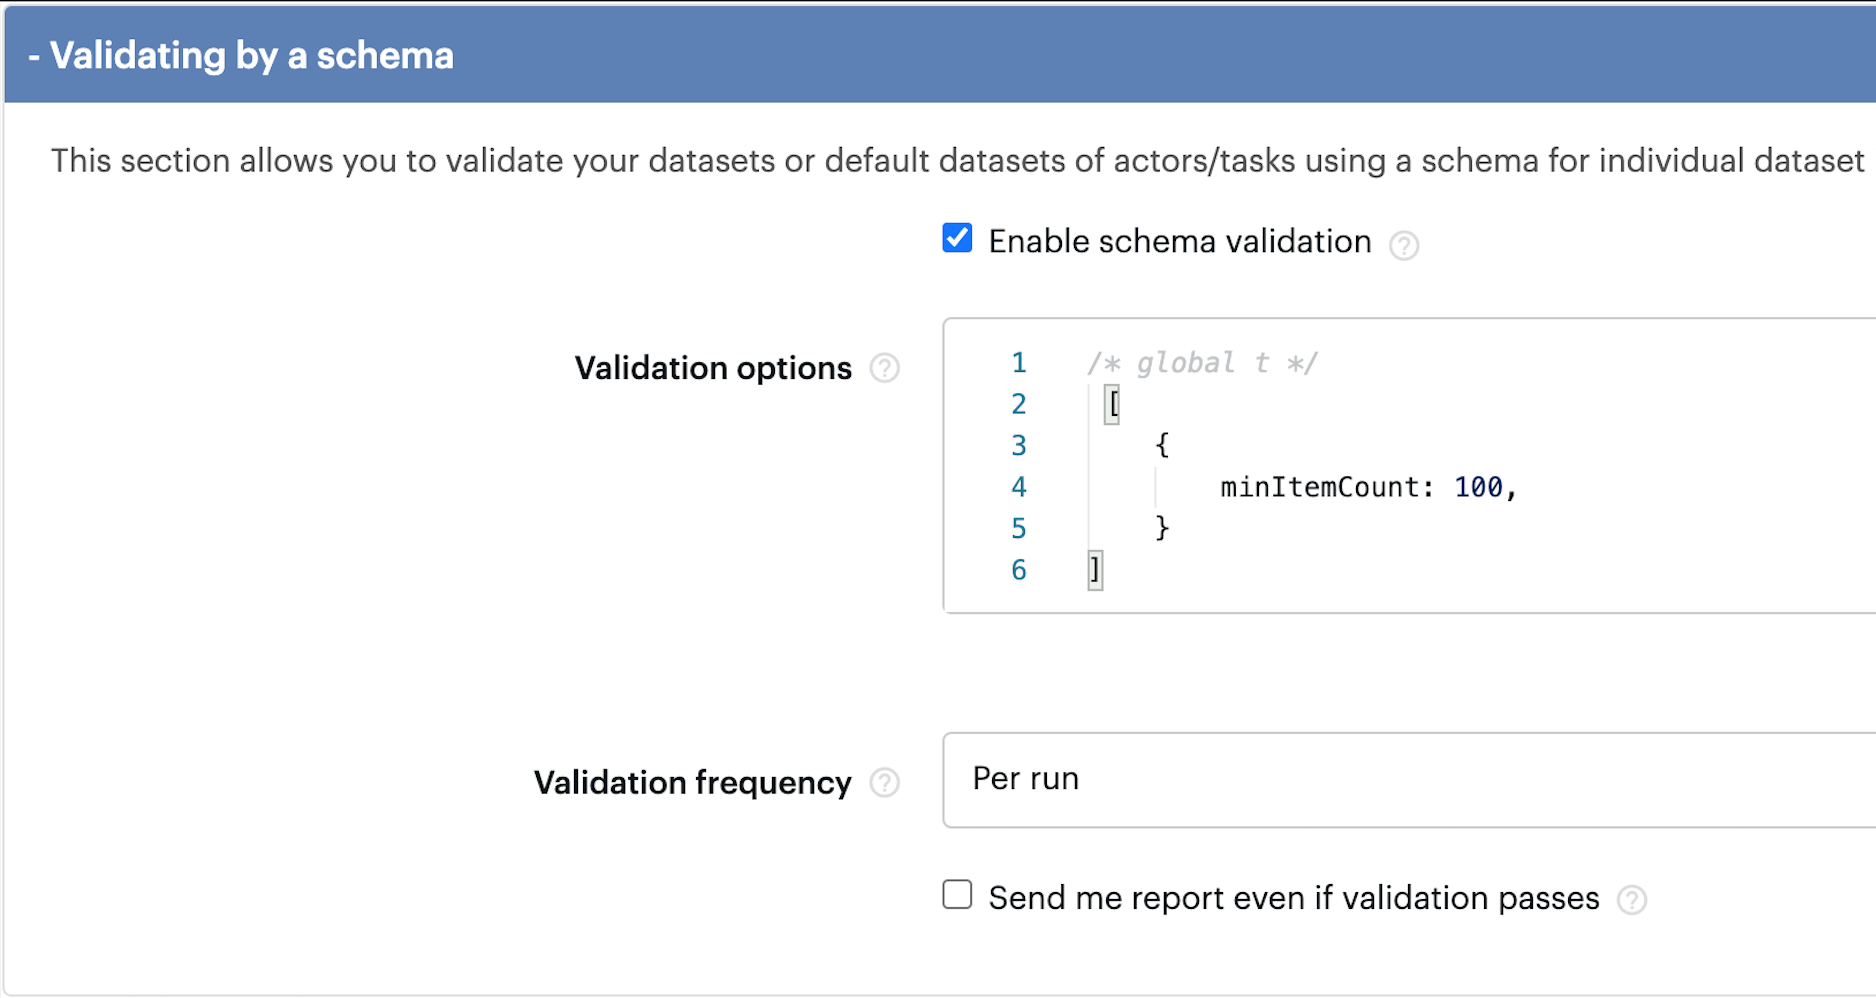 - Validating by a schema
This section allows you to validate your datasets or default datasets of actors/tasks using a schema for individual dataset
Enable schema validation ?
Validation options ?
1 /* global t */
2 [
3 {
4 minItemCount: 100,
5 }
6 ]
Validation frequency ?
Per run
Send me report even if validation passes ?